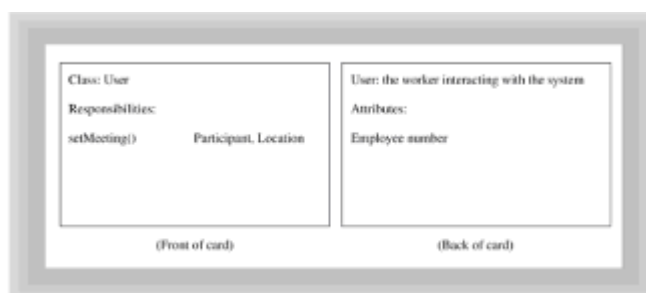 Class: User
Responsibilities:
setMeeting() Participant, Location
(Front of card)
User: the worker interacting with the system
Attributes:
Employee number
(Back of card)